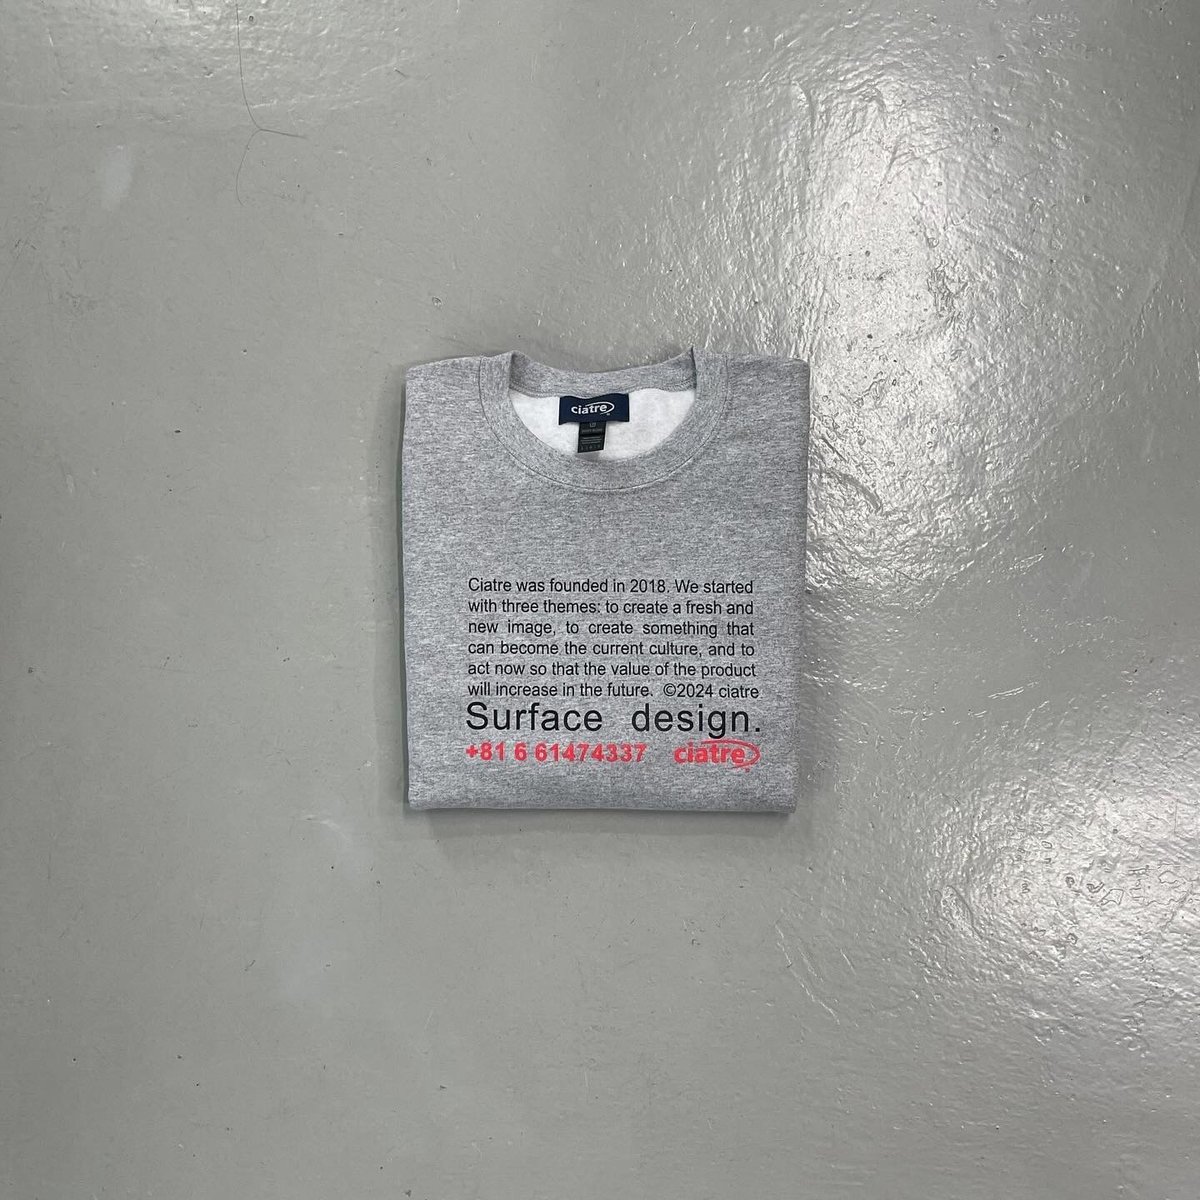 ciatre
Ciatre was founded in 2018. We started
with three themes: to create a fresh and
new image, to create something that
can become the current culture, and to
act now so that the value of the product
will increase in the future. ©2024 ciatre
Surface design.
+81 6 61474337 ciatre